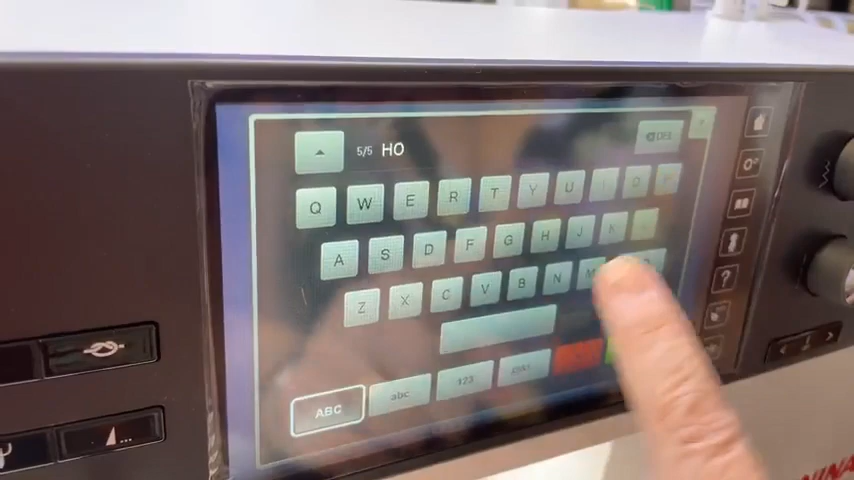 5/5 HO
DEL
Q W E R T Y U I O P
A S D F G H J K
Z X C V B N M
ABC abc 123
?